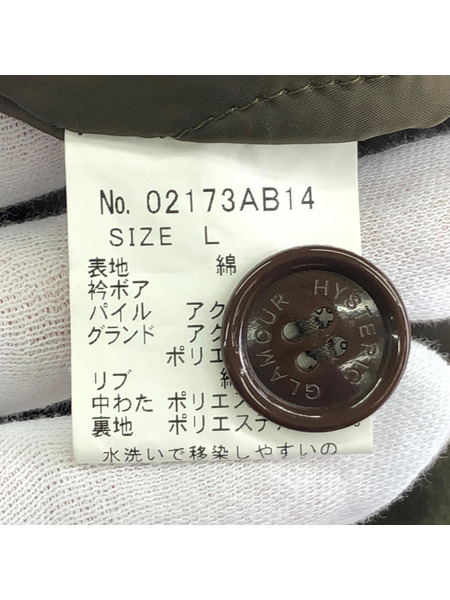 No. 02173AB14
SIZE L
表地 綿
衿ボア
パイル アク
グランド アク
ポリエ
リブ 綿
中わた ポリエス
裏地 ポリエステ
水洗いで移染しやすいの
HYSTERIC GLAMOUR